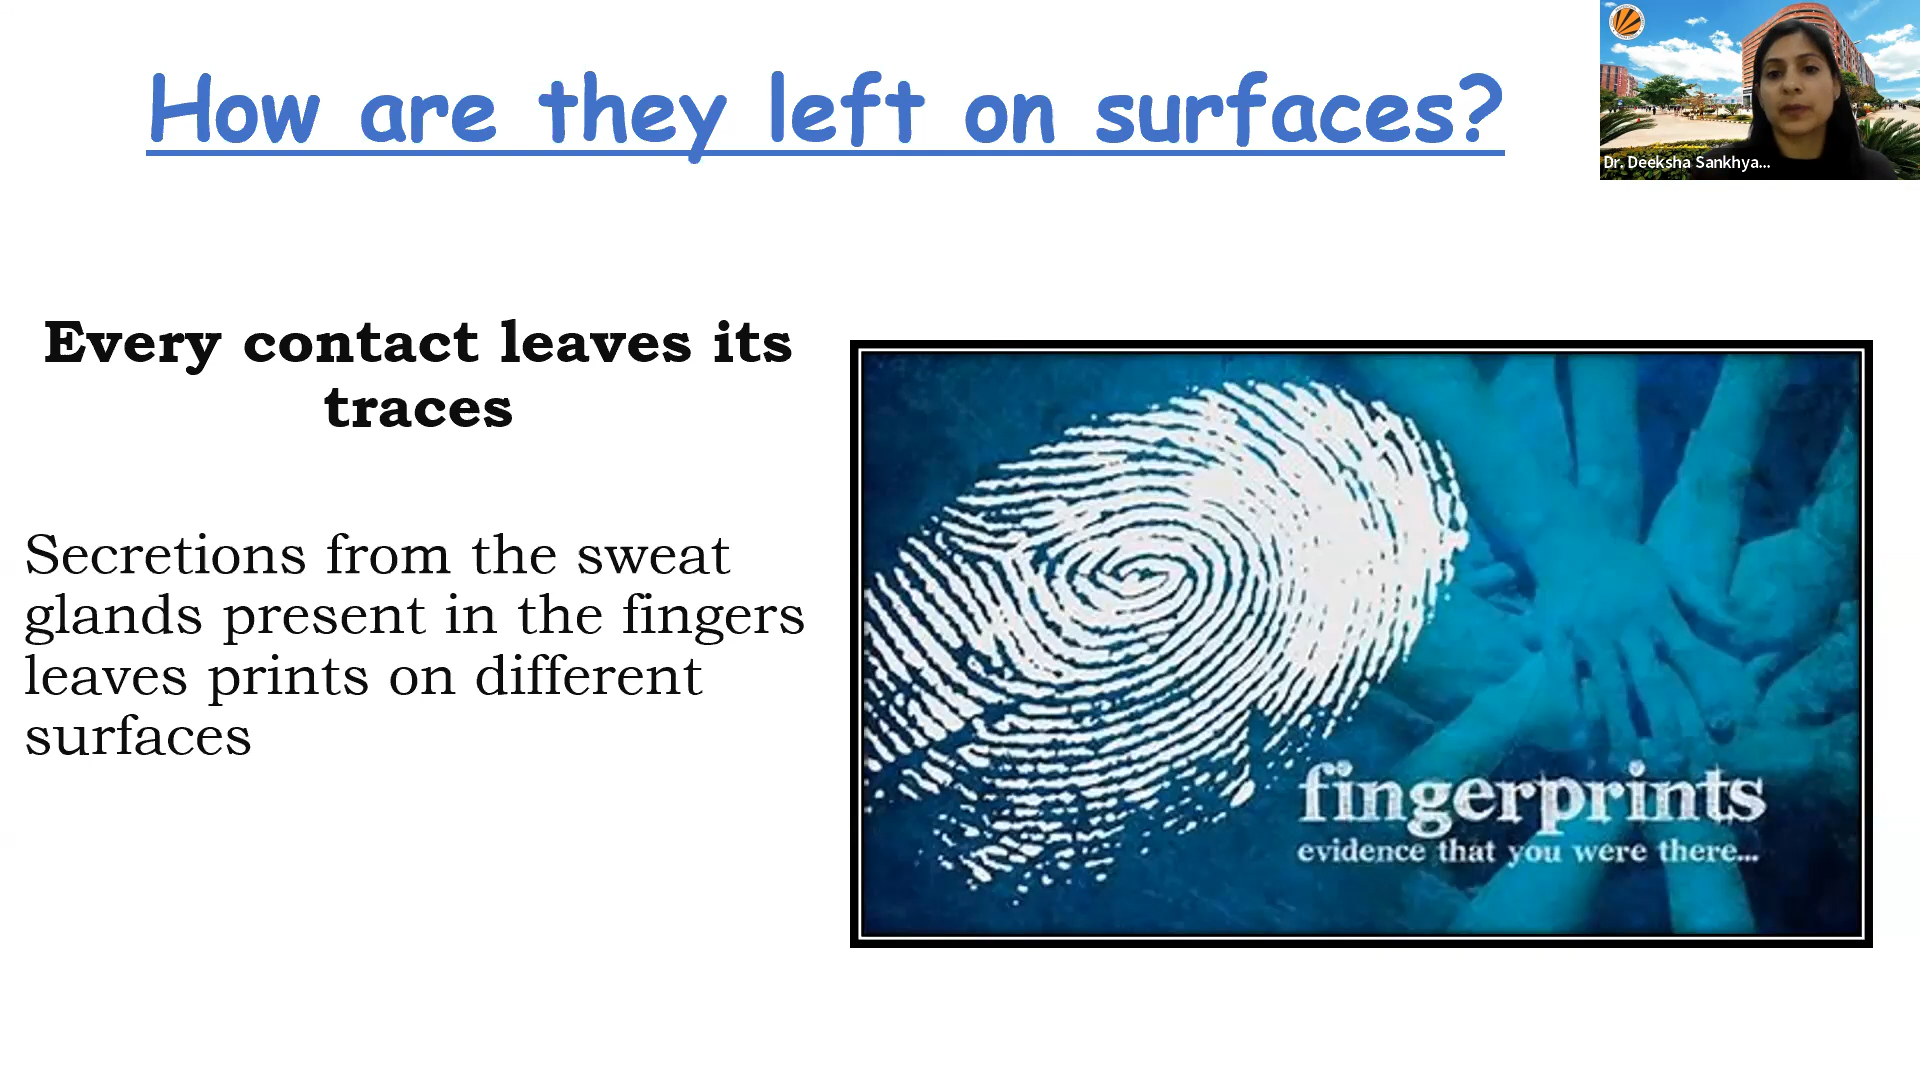 How are they left on surfaces?
Dr. Deeksha Sankhya...
Every contact leaves its
traces
Secretions from the sweat
glands present in the fingers
leaves prints on different
surfaces
fingerprints
evidence that you were there...